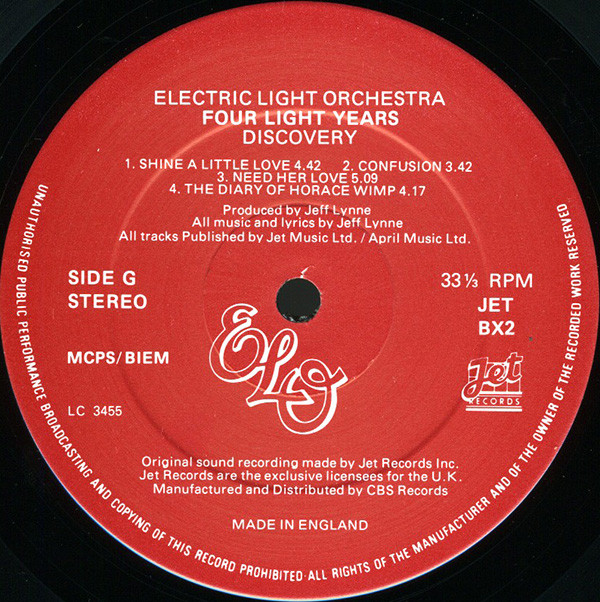 ELECTRIC LIGHT ORCHESTRA
FOUR LIGHT YEARS
DISCOVERY
1. SHINE A LITTLE LOVE 4.42 2. CONFUSION 3.42
3. NEED HER LOVE 5.09
4. THE DIARY OF HORACE WIMP 4.17
Produced by Jeff Lynne
All music and lyrics by Jeff Lynne
All tracks Published by Jet Music Ltd. / April Music Ltd.
SIDE G
STEREO
MCPS/BIEM
LC 3455
33⅓ RPM
JET
BX2
Jet
RECORDS
ELO
Original sound recording made by Jet Records Inc.
Jet Records are the exclusive licensees for the U.K.
Manufactured and Distributed by CBS Records
MADE IN ENGLAND
UNAUTHORISED PUBLIC PERFORMANCE BROADCASTING AND COPYING OF THIS RECORD PROHIBITED·ALL RIGHTS OF THE MANUFACTURER AND OF THE OWNER OF THE RECORDED WORK RESERVED